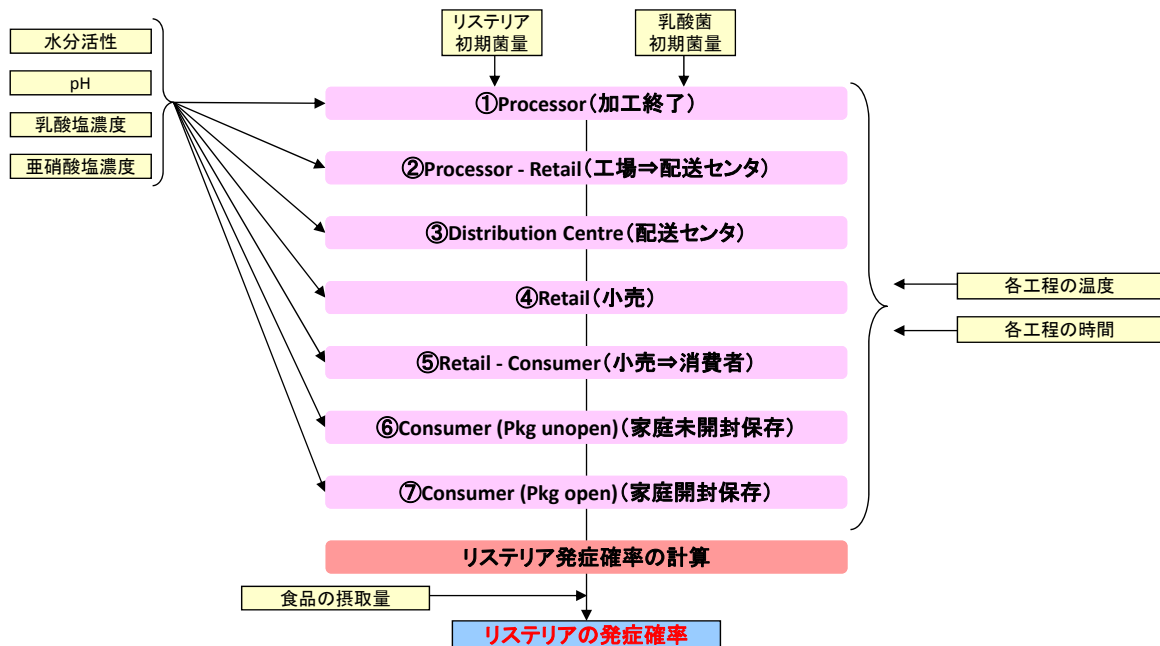 リステリア
初期菌量
乳酸菌
初期菌量
水分活性
pH
乳酸塩濃度
亜硝酸塩濃度
①Processor(加工終了)
②Processor - Retail(工場⇒配送センタ)
③Distribution Centre(配送センタ)
④Retail(小売)
⑤Retail - Consumer(小売⇒消費者)
⑥Consumer (Pkg unopen)(家庭未開封保存)
⑦Consumer (Pkg open)(家庭開封保存)
各工程の温度
各工程の時間
リステリア発症確率の計算
食品の摂取量
リステリアの発症確率